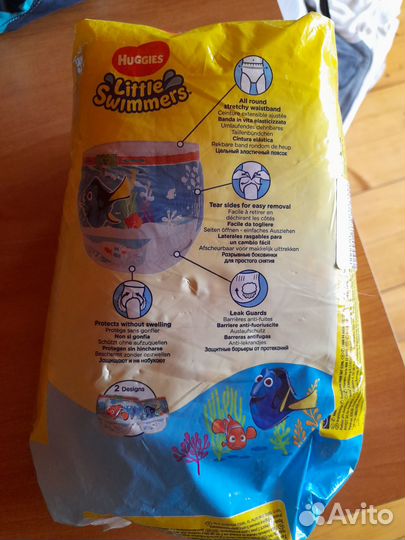 HUGGIES
Little
Swimmers
All round
stretchy waistband
Ceinture extensible ajustée
Banda in vita elasticizzata
Umlaufendes dehnbares
Taillenbündchen
Cintura elástica
Rekbare band rondom de heup
Цельный эластичный поясок
Tear sides for easy removal
Facile à retirer en
déchirant les côtés
Facile da togliere
Seiten öffnen - einfaches Ausziehen
Laterales rasgables para
un cambio fácil
Afscheurbaar voor makkelijk uittrekken
Разрывные боковинки
для простого снятия
Protects without swelling
Protège sans gonfler
Non si gonfia
Schützt ohne aufzuquellen
Protegen sin hincharse
Beschermt zonder opzwellen
Защищают и не набухают
Leak Guards
Barrières anti-fuites
Barriere anti-fuoriuscite
Auslaufschutz
Barreras antifugas
Anti-lekrandjes
Защитные барьеры от протеканий
2 Designs
Avito